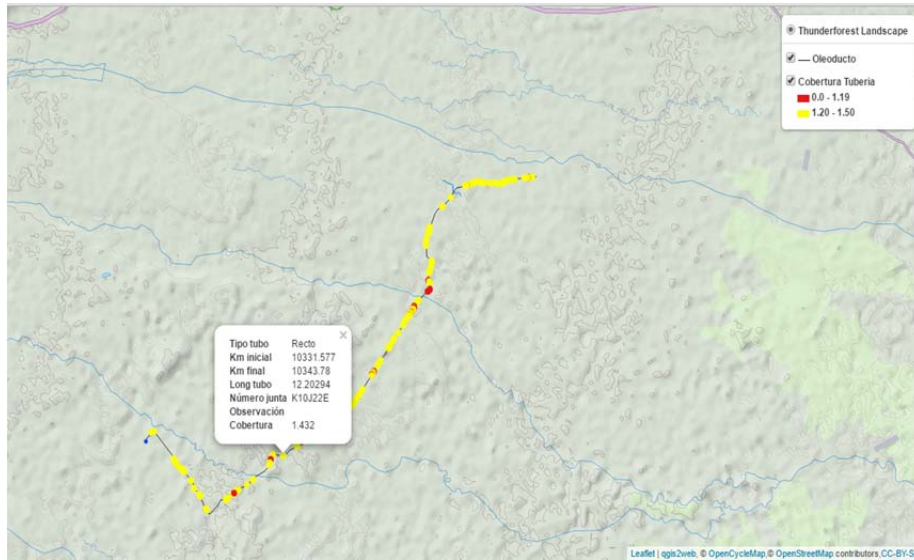 Thunderforest Landscape
Oleoducto
Cobertura Tuberia
0.0 - 1.19
1.20 - 1.50
×
Tipo tubo Recto
Km inicial 10331.577
Km final 10343.78
Long tubo 12.20294
Número junta K10J22E
Observación
Cobertura 1.432
Leaflet | qgis2web, © OpenCycleMap,© OpenStreetMap contributors,CC-BY-S